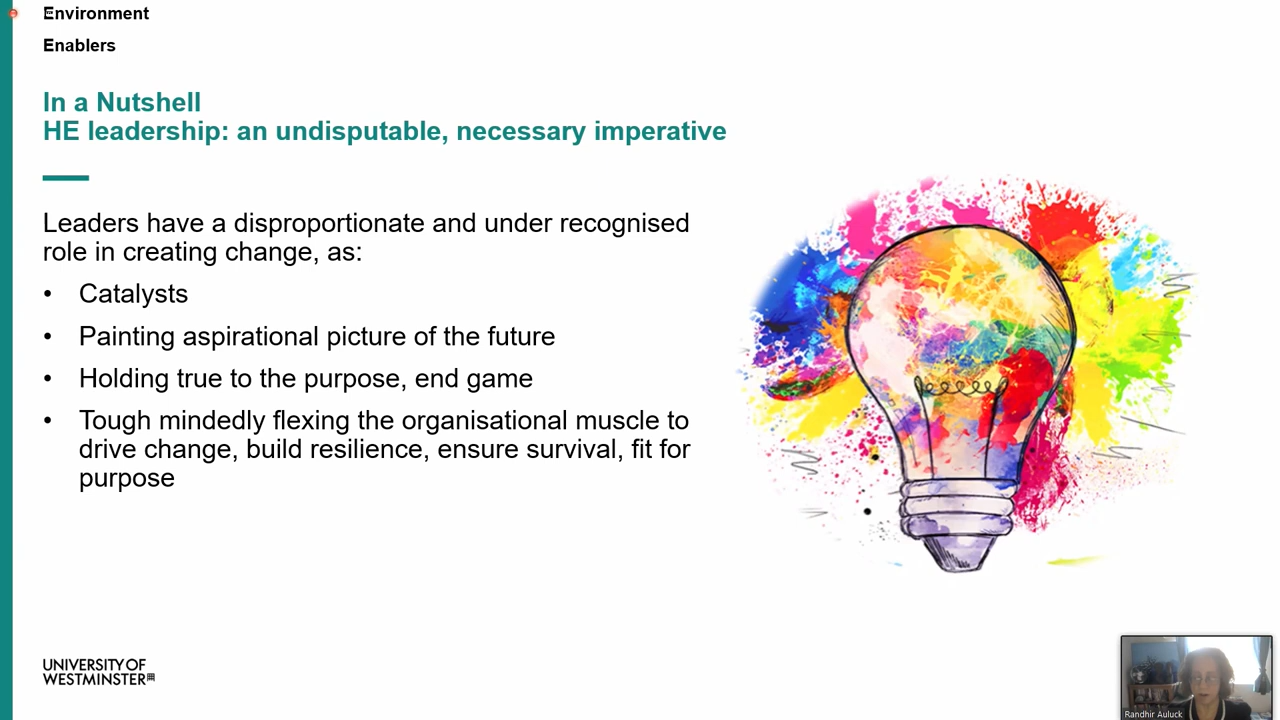 Environment
Enablers
In a Nutshell
HE leadership: an undisputable, necessary imperative
Leaders have a disproportionate and under recognised
role in creating change, as:
• Catalysts
• Painting aspirational picture of the future
• Holding true to the purpose, end game
• Tough mindedly flexing the organisational muscle to
drive change, build resilience, ensure survival, fit for
purpose
UNIVERSITY OF
WESTMINSTER
Randhir Auluck